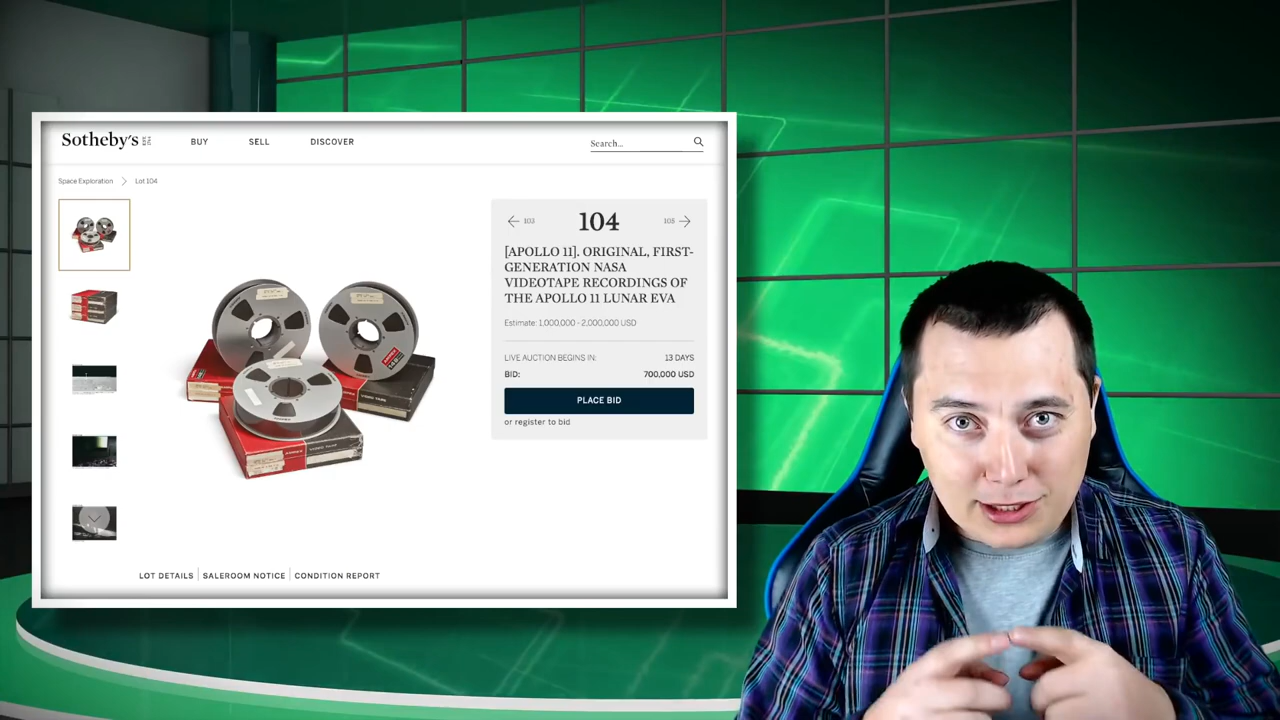 Sotheby's
BUY
SELL
DISCOVER
Search...
Space Exploration
Lot 104
103
104
105
[APOLLO 11]. ORIGINAL, FIRST-
GENERATION NASA
VIDEOTAPE RECORDINGS OF
THE APOLLO 11 LUNAR EVA
Estimate: 1,000,000 - 2,000,000 USD
LIVE AUCTION BEGINS IN: 13 DAYS
BID: 700,000 USD
PLACE BID
or register to bid
LOT DETAILS
SALEROOM NOTICE
CONDITION REPORT